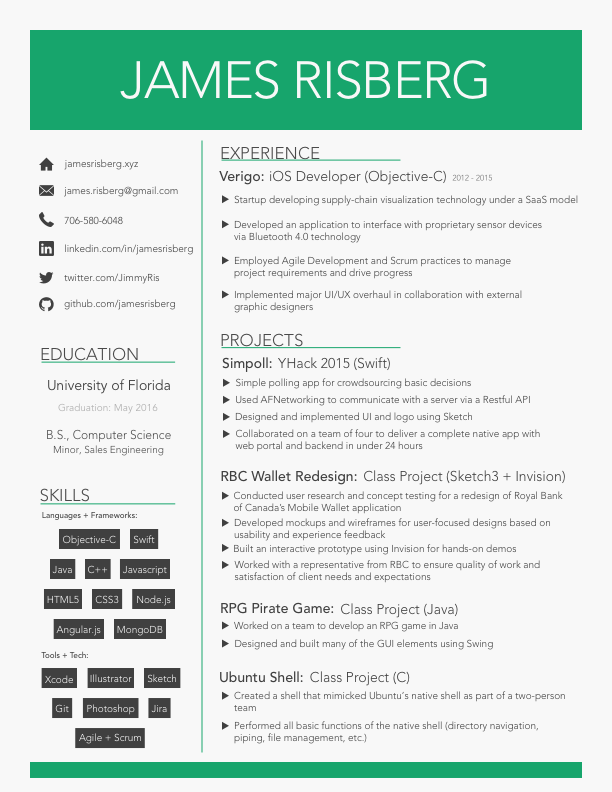 JAMES RISBERG
jamesrisberg.xyz
james.risberg@gmail.com
706-580-6048
linkedin.com/in/jamesrisberg
twitter.com/JimmyRis
github.com/jamesrisberg
EDUCATION
University of Florida
Graduation: May 2016
B.S., Computer Science
Minor, Sales Engineering
SKILLS
Languages + Frameworks:
Objective-C Swift
Java C++ Javascript
HTML5 CSS3 Node.js
Angular.js MongoDB
Tools + Tech:
Xcode Illustrator Sketch
Git Photoshop Jira
Agile + Scrum
EXPERIENCE
Verigo: iOS Developer (Objective-C) 2012 - 2015
Startup developing supply-chain visualization technology under a SaaS model
Developed an application to interface with proprietary sensor devices
via Bluetooth 4.0 technology
Employed Agile Development and Scrum practices to manage
project requirements and drive progress
Implemented major UI/UX overhaul in collaboration with external
graphic designers
PROJECTS
Simpoll: YHack 2015 (Swift)
Simple polling app for crowdsourcing basic decisions
Used AFNetworking to communicate with a server via a Restful API
Designed and implemented UI and logo using Sketch
Collaborated on a team of four to deliver a complete native app with
web portal and backend in under 24 hours
RBC Wallet Redesign: Class Project (Sketch3 + Invision)
Conducted user research and concept testing for a redesign of Royal Bank
of Canada's Mobile Wallet application
Developed mockups and wireframes for user-focused designs based on
usability and experience feedback
Built an interactive prototype using Invision for hands-on demos
Worked with a representative from RBC to ensure quality of work and
satisfaction of client needs and expectations
RPG Pirate Game: Class Project (Java)
Worked on a team to develop an RPG game in Java
Designed and built many of the GUI elements using Swing
Ubuntu Shell: Class Project (C)
Created a shell that mimicked Ubuntu's native shell as part of a two-person
team
Performed all basic functions of the native shell (directory navigation,
piping, file management, etc.)